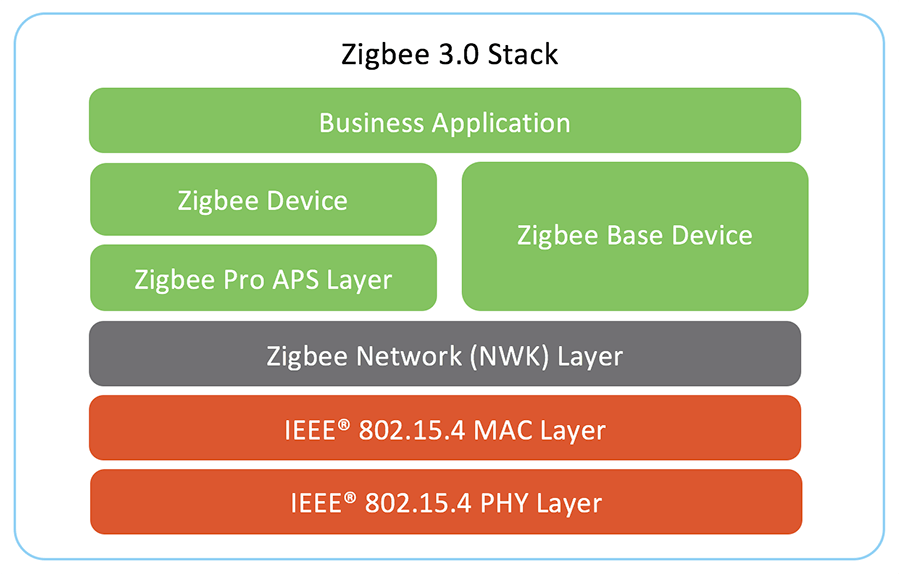 Zigbee 3.0 Stack
Business Application
Zigbee Device
Zigbee Base Device
Zigbee Pro APS Layer
Zigbee Network (NWK) Layer
IEEE® 802.15.4 MAC Layer
IEEE® 802.15.4 PHY Layer